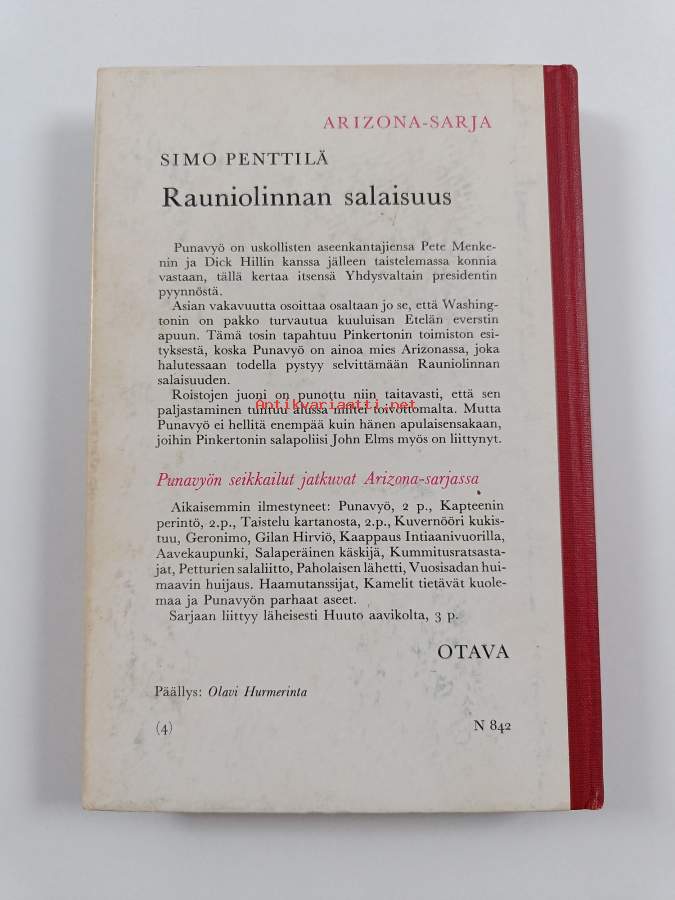 ARIZONA-SARJA
SIMO PENTTILÄ
Rauniolinnan salaisuus
Punavyö on uskollisten aseenkantajiensa Pete Menke-
nin ja Dick Hillin kanssa jälleen taistelemassa konnia
vastaan, tällä kertaa itsensä Yhdysvaltain presidentin
pyynnöstä.
Asian vakavuutta osoittaa osaltaan jo se, että Washing-
tonin on pakko turvautua kuuluisan Etelän everstin
apuun. Tämä tosin tapahtuu Pinkertonin toimiston esi-
tyksestä, koska Punavyö on ainoa mies Arizonassa, joka
halutessaan todella pystyy selvittämään Rauniolinnan
salaisuuden.
Roistojen juoni on punottu niin taitavasti, että sen
paljastaminen tuntuu alussa miltei toivottomalta. Mutta
Antikvariaatti.net
Punavyö ei hellitä enempää kuin hänen apulaisensakaan,
joihin Pinkertonin salapoliisi John Elms myös on liittynyt.
Punavyön seikkailut jatkuvat Arizona-sarjassa
Aikaisemmin ilmestyneet: Punavyö, 2 p., Kapteenin
perintö, 2.p., Taistelu kartanosta, 2.p., Kuvernööri kukis-
tuu, Geronimo, Gilan Hirviö, Kaappaus Intiaanivuorilla,
Aavekaupunki, Salaperäinen käskijä, Kummitusratsasta-
jat, Petturien salaliitto, Paholaisen lähetti, Vuosisadan hui-
maavin huijaus. Haamutanssijat, Kamelit tietävät kuole-
maa ja Punavyön parhaat aseet.
Sarjaan liittyy läheisesti Huuto aavikolta, 3 p.
OTAVA
Päällys: Olavi Hurmerinta
(4)
N 842